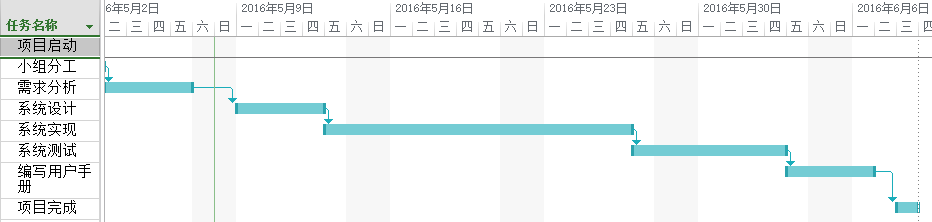 6年5月2日 2016年5月9日 2016年5月16日 2016年5月23日 2016年5月30日 2016年6月6日
任务名称 二 三 四 五 六 日 一 二 三 四 五 六 日 一 二 三 四 五 六 日 一 二 三 四 五 六 日 一 二 三 四 五 六 日 一 二 三 四
项目启动
小组分工
需求分析
系统设计
系统实现
系统测试
编写用户手
册
项目完成